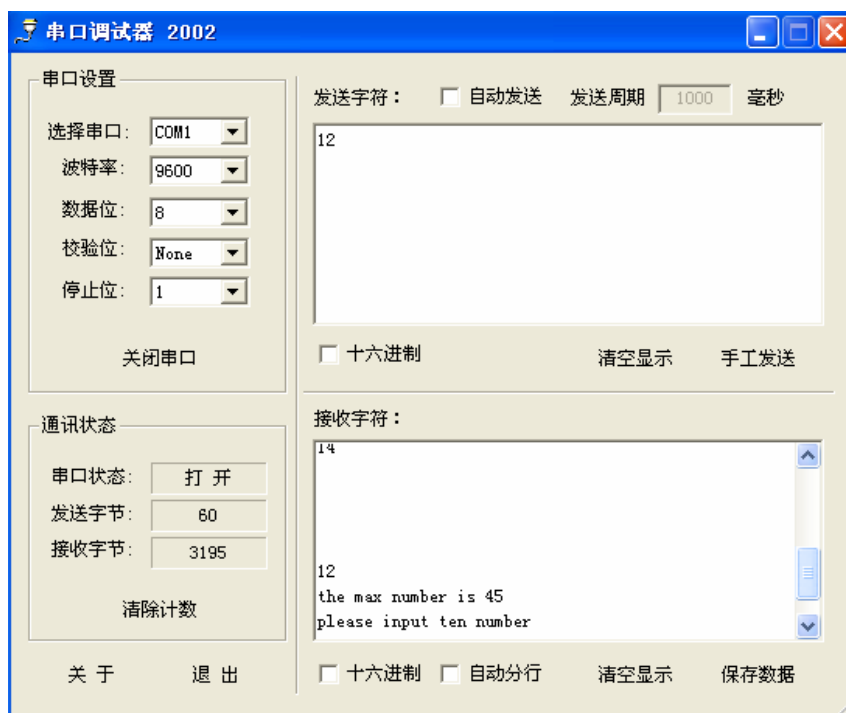 串口调试器 2002
串口设置
选择串口: COM1
波特率: 9600
数据位: 8
校验位: None
停止位: 1
关闭串口
通讯状态
串口状态: 打 开
发送字节: 60
接收字节: 3195
清除计数
关 于 退 出
发送字符： 自动发送 发送周期 1000 毫秒
12
十六进制 清空显示 手工发送
接收字符：
14
12
the max number is 45
please input ten number
十六进制 自动分行 清空显示 保存数据